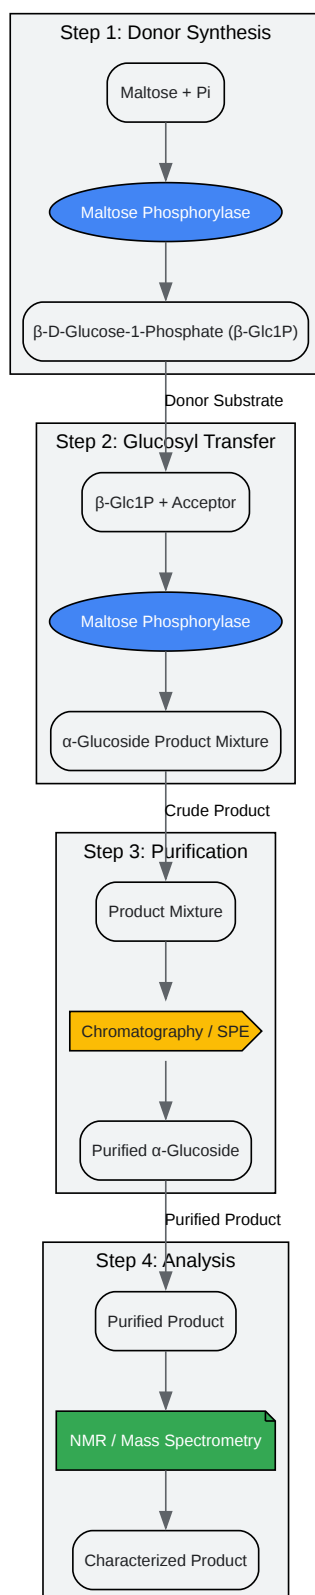 Step 1: Donor Synthesis
Maltose + Pi
Maltose Phosphorylase
β-D-Glucose-1-Phosphate (β-Glc1P)
Donor Substrate
Step 2: Glucosyl Transfer
β-Glc1P + Acceptor
Maltose Phosphorylase
α-Glucoside Product Mixture
Crude Product
Step 3: Purification
Product Mixture
Chromatography / SPE
Purified α-Glucoside
Purified Product
Step 4: Analysis
Purified Product
NMR / Mass Spectrometry
Characterized Product